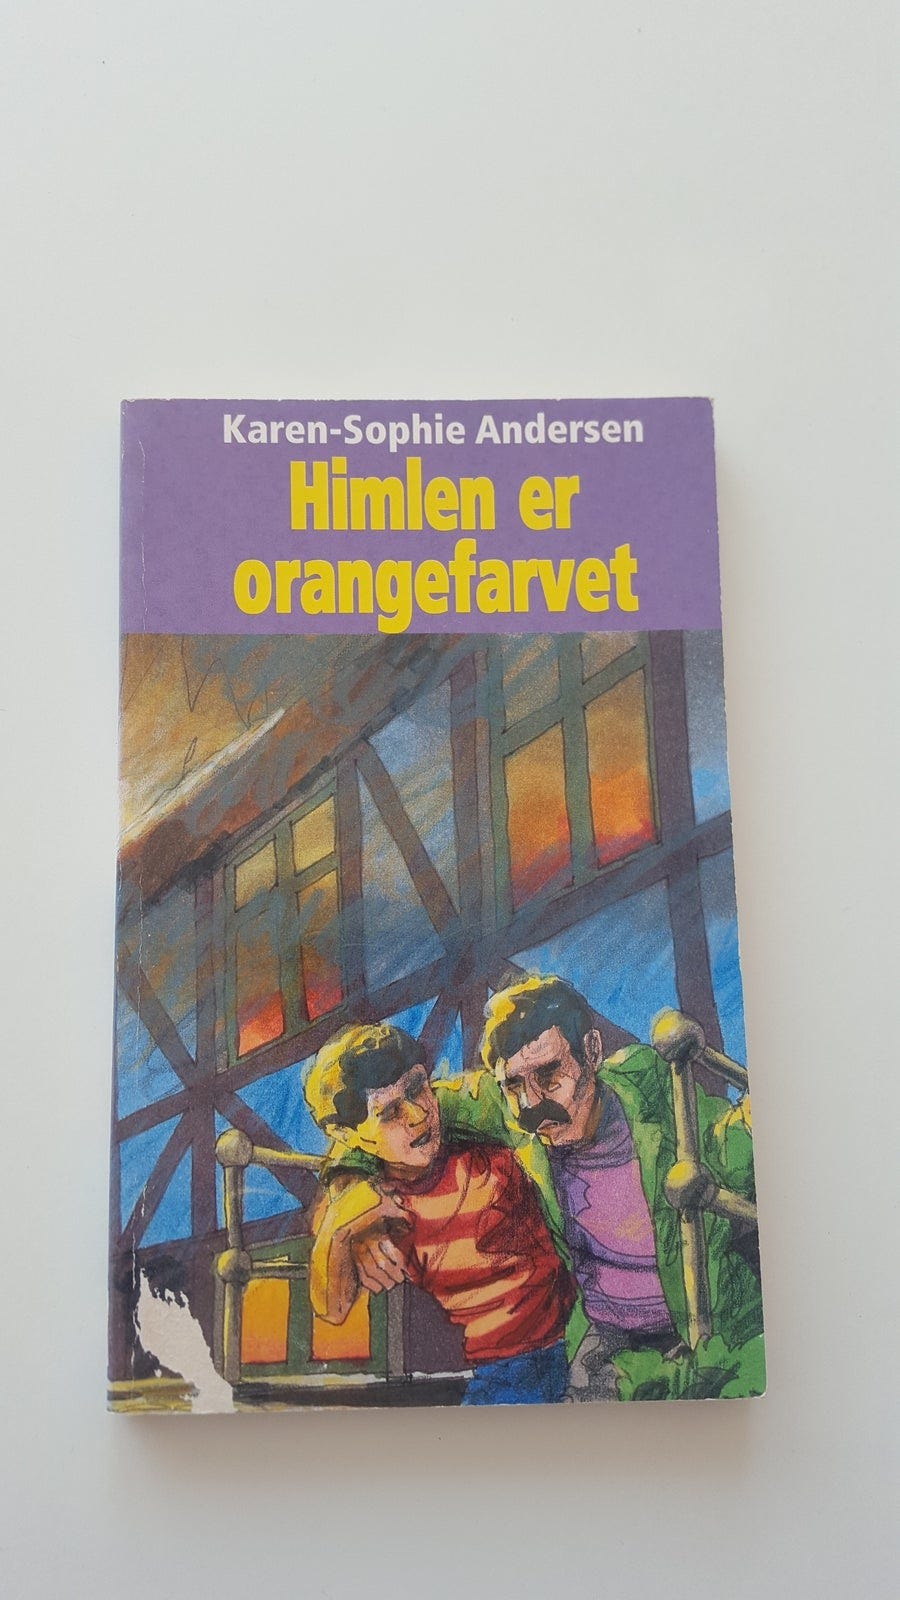 Karen-Sophie Andersen
Himlen er
orangefarvet